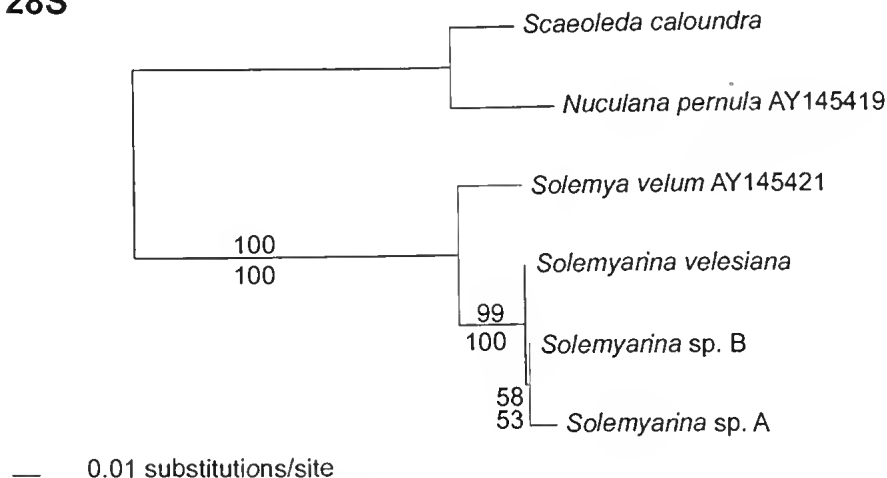 28S
Scaeoleda caloundra
Nuculana pernula AY145419
Solemya velum AY145421
100
100
Solemyarina velesiana
99
100
Solemyarina sp. B
58
53
Solemyarina sp. A
0.01 substitutions/site